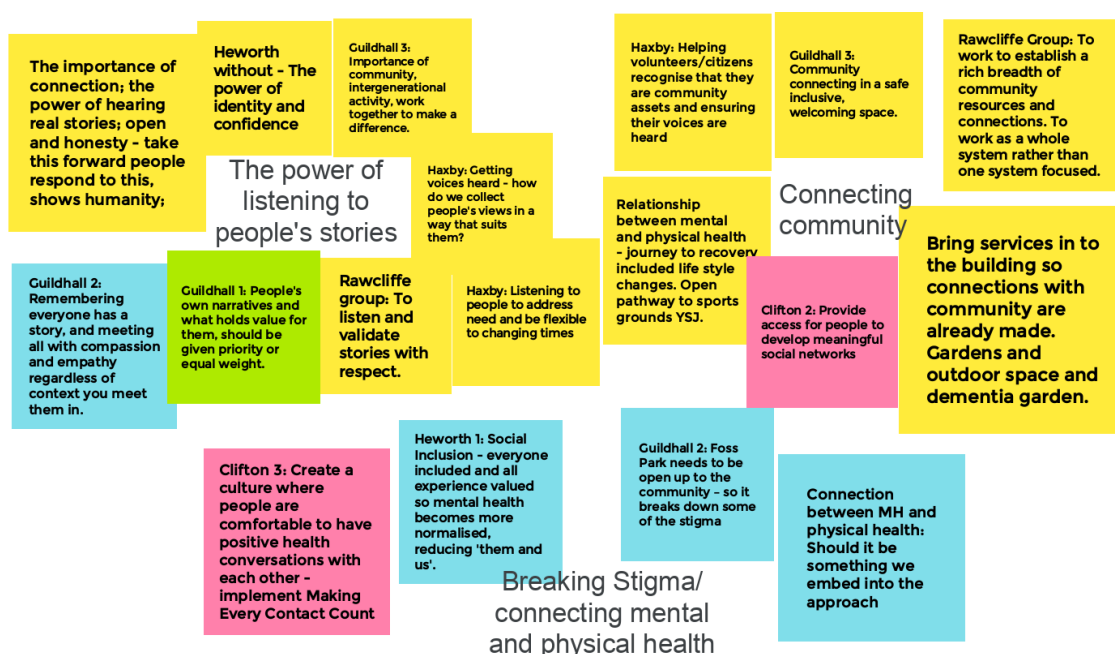 The importance of
connection; the
power of hearing
real stories; open
and honesty - take
this forward people
respond to this,
shows humanity;
Heworth
without - The
power of
identity and
confidence
Guildhall 3:
Importance of
community,
intergenerational
activity, work
together to make a
difference.
The power of
listening to
people's stories
Haxby: Getting
voices heard - how
do we collect
people's views in a
way that suits
them?
Guildhall 2:
Remembering
everyone has a
story, and meeting
all with compassion
and empathy
regardless of
context you meet
them in.
Guildhall 1: People's
own narratives and
what holds value for
them, should be
given priority or
equal weight.
Rawcliffe
group: To
listen and
validate
stories with
respect.
Haxby: Listening to
people to address
need and be flexible
to changing times
Haxby: Helping
volunteers/citizens
recognise that they
are community
assets and ensuring
their voices are
heard
Guildhall 3:
Community
connecting in a safe
inclusive,
welcoming space.
Rawcliffe Group: To
work to establish a
rich breadth of
community
resources and
connections. To
work as a whole
system rather than
one system focused.
Connecting
community
Relationship
between mental
and physical health
- journey to recovery
included life style
changes. Open
pathway to sports
grounds YSJ.
Clifton 2: Provide
access for people to
develop meaningful
social networks
Bring services in to
the building so
connections with
community are
already made.
Gardens and
outdoor space and
dementia garden.
Clifton 3: Create a
culture where
people are
comfortable to have
positive health
conversations with
each other -
implement Making
Every Contact Count
Heworth 1: Social
Inclusion - everyone
included and all
experience valued
so mental health
becomes more
normalised,
reducing 'them and
us'.
Guildhall 2: Foss
Park needs to be
open up to the
community - so it
breaks down some
of the stigma
Connection
between MH and
physical health:
Should it be
something we
embed into the
approach
Breaking Stigma/
connecting mental
and physical health